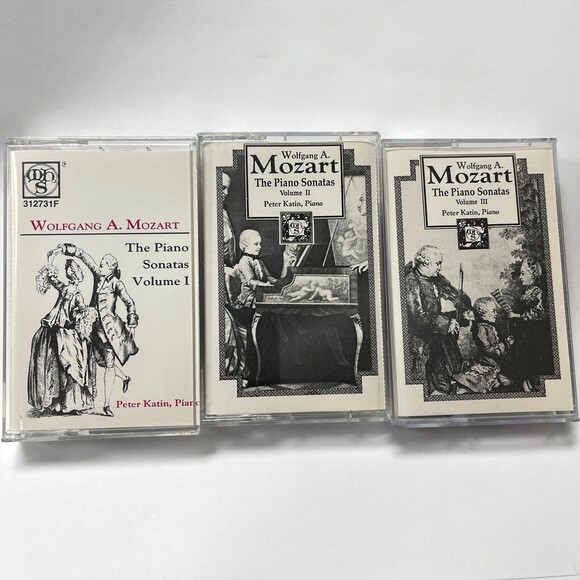 312731F
WOLFGANG A. MOZART
The Piano
Sonatas
Volume I
Peter Katin, Piano
Wolfgang A.
Mozart
The Piano Sonatas
Volume II
Peter Katin, Piano
Wolfgang A.
Mozart
The Piano Sonatas
Volume III
Peter Katin, Piano